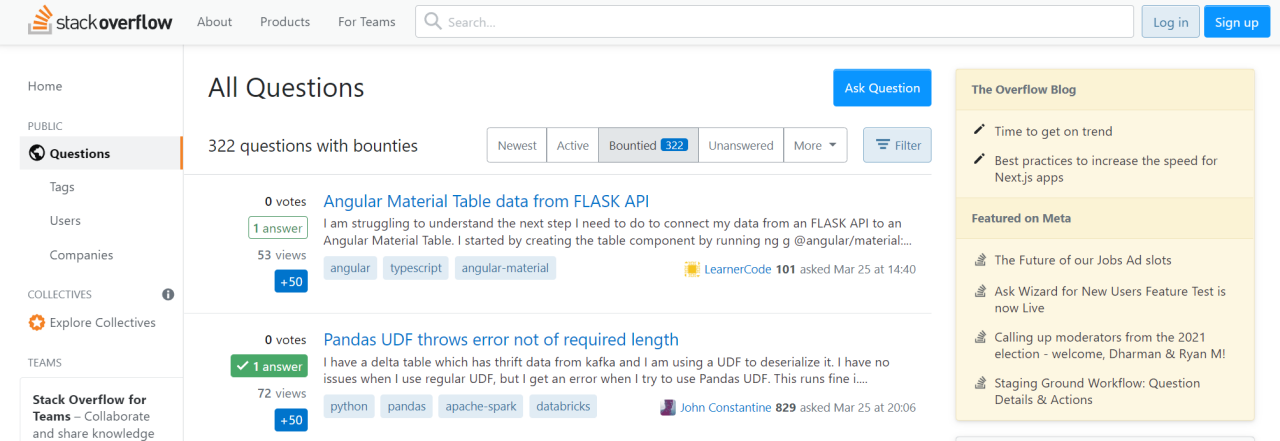 stack overflow
About
Products
For Teams
Search...
Log in
Sign up
Home
PUBLIC
Questions
Tags
Users
Companies
COLLECTIVES
Explore Collectives
TEAMS
Stack Overflow for
Teams – Collaborate
and share knowledge
All Questions
Ask Question
322 questions with bounties
Newest
Active
Bountied 322
Unanswered
More
Filter
0 votes
1 answer
53 views
+50
Angular Material Table data from FLASK API
I am struggling to understand the next step I need to do to connect my data from an FLASK API to an
Angular Material Table. I started by creating the table component by running ng g @angular/material:...
angular
typescript
angular-material
LearnerCode 101 asked Mar 25 at 14:40
0 votes
1 answer
72 views
+50
Pandas UDF throws error not of required length
I have a delta table which has thrift data from kafka and I am using a UDF to deserialize it. I have no
issues when I use regular UDF, but I get an error when I try to use Pandas UDF. This runs fine i....
python
pandas
apache-spark
databricks
John Constantine 829 asked Mar 25 at 20:06
The Overflow Blog
Time to get on trend
Best practices to increase the speed for
Next.js apps
Featured on Meta
The Future of our Jobs Ad slots
Ask Wizard for New Users Feature Test is
now Live
Calling up moderators from the 2021
election - welcome, Dharman & Ryan M!
Staging Ground Workflow: Question
Details & Actions